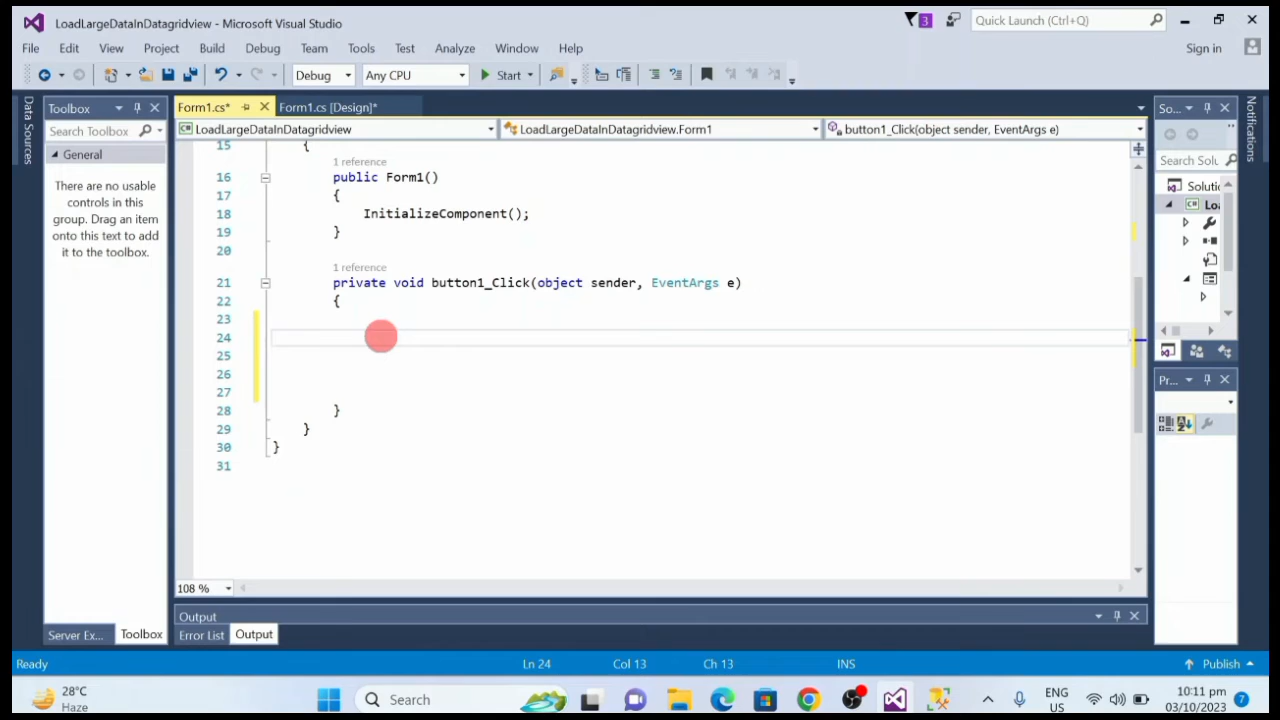 LoadLargeDataInDatagridview - Microsoft Visual Studio
3
Quick Launch (Ctrl+Q)
File Edit View Project Build Debug Team Tools Test Analyze Window Help
Sign in
Debug Any CPU Start
Data Sources
Toolbox
Form1.cs* Form1.cs [Design]*
So...
Notifications
Search Toolbox
LoadLargeDataInDatagridview LoadLargeDataInDatagridview.Form1 button1_Click(object sender, EventArgs e)
Search Solu
General
There are no usable
controls in this
group. Drag an item
onto this text to add
it to the toolbox.
Soluti
Loa
15 {
1 reference
16 public Form1()
17 {
18 InitializeComponent();
19 }
20
1 reference
21 private void button1_Click(object sender, EventArgs e)
22 {
23
24
25
26
27
28 }
29 }
30 }
31
Pr...
108 %
Output
Server Ex... Toolbox
Error List Output
Ready Ln 24 Col 13 Ch 13 INS Publish
28°C
Haze
Search
ENG
US
10:11 pm
03/10/2023
7